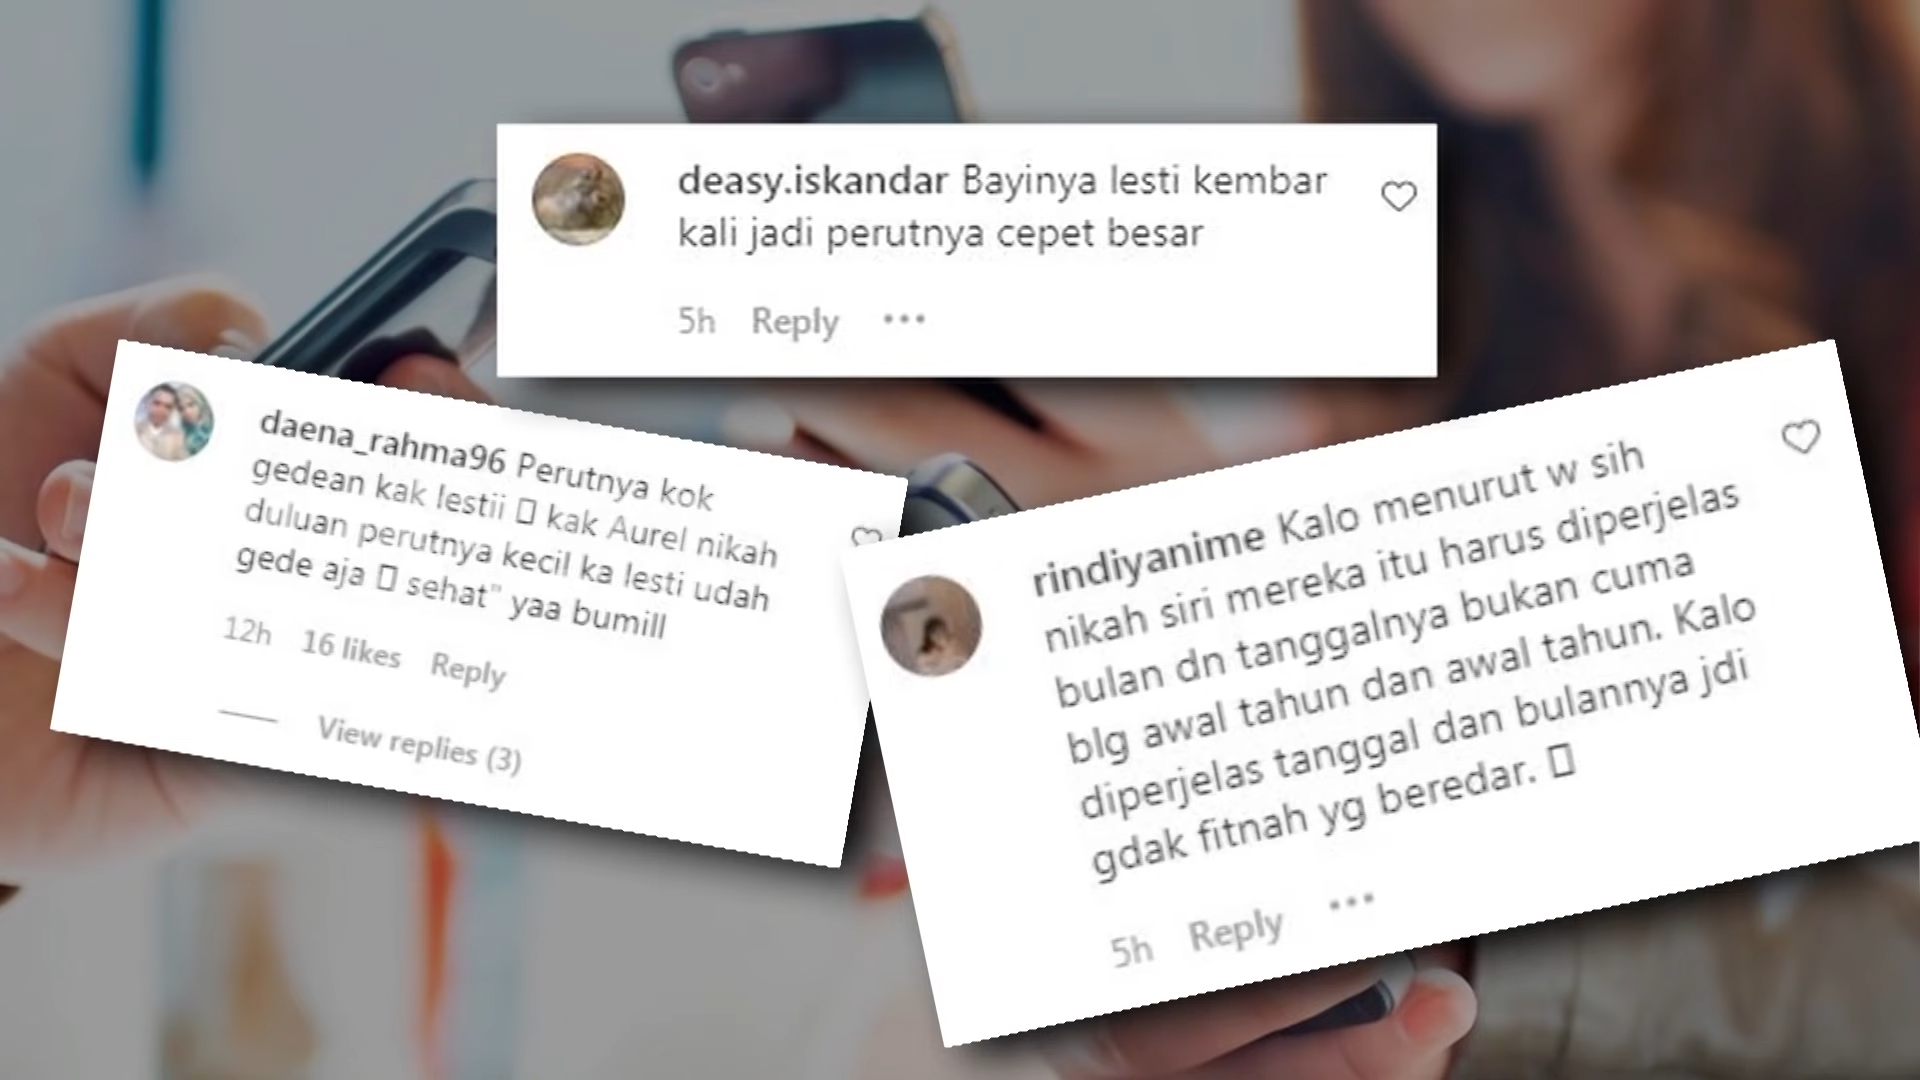 deasy.iskandar Bayinya lesti kembar
kali jadi perutnya cepet besar
5h Reply •••
daena_rahma96 Perutnya kok
gedean kak lestii ▯ kak Aurel nikah
duluan perutnya kecil ka lesti udah
gede aja ▯ sehat" yaa bumill
12h 16 likes Reply
View replies (3)
rindiyanime Kalo menurut w sih
nikah siri mereka itu harus diperjelas
bulan dn tanggalnya bukan cuma
blg awal tahun dan awal tahun. Kalo
diperjelas tanggal dan bulannya jdi
gdak fitnah yg beredar. ▯
5h Reply •••